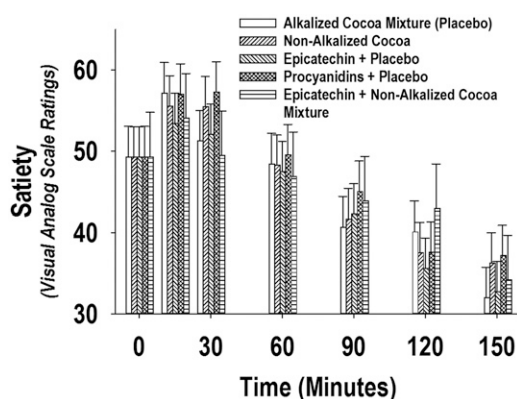 Alkalized Cocoa Mixture (Placebo)
Non-Alkalized Cocoa
Epicatechin + Placebo
Procyanidins + Placebo
Epicatechin + Non-Alkalized Cocoa
Mixture
Satiety
(Visual Analog Scale Ratings)
60
50
40
30
0
30
60
90
120
150
Time (Minutes)